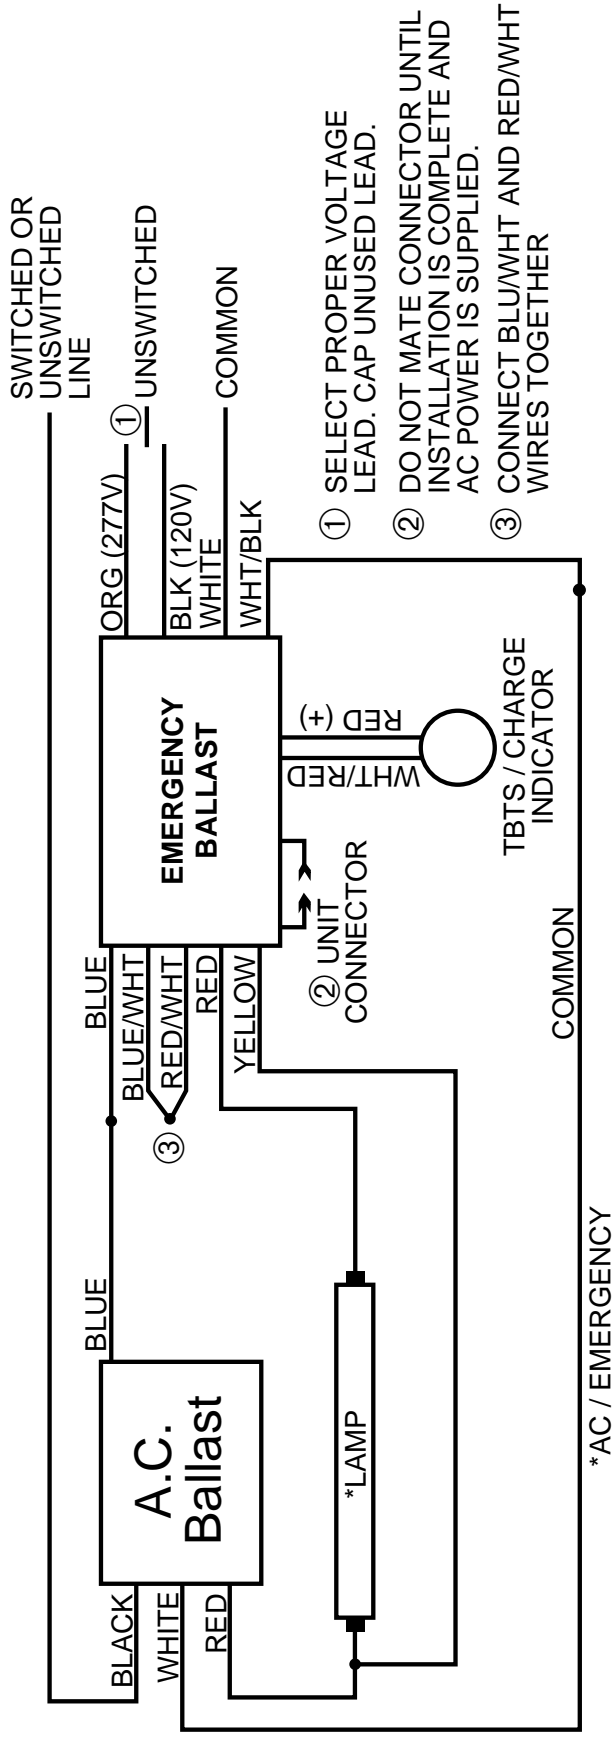 SWITCHED OR
UNSWITCHED
LINE
ORG (277V)
① UNSWITCHED
BLK (120V)
WHITE
COMMON
WHT/BLK
EMERGENCY
BALLAST
BLUE
BLUE/WHT
RED/WHT
RED
YELLOW
③
BLUE
A.C.
Ballast
BLACK
WHITE
RED
*LAMP
② UNIT
CONNECTOR
WHT/RED
RED (+)
TBTS / CHARGE
INDICATOR
COMMON
*AC / EMERGENCY
① SELECT PROPER VOLTAGE
LEAD. CAP UNUSED LEAD.
② DO NOT MATE CONNECTOR UNTIL
INSTALLATION IS COMPLETE AND
AC POWER IS SUPPLIED.
③ CONNECT BLU/WHT AND RED/WHT
WIRES TOGETHER